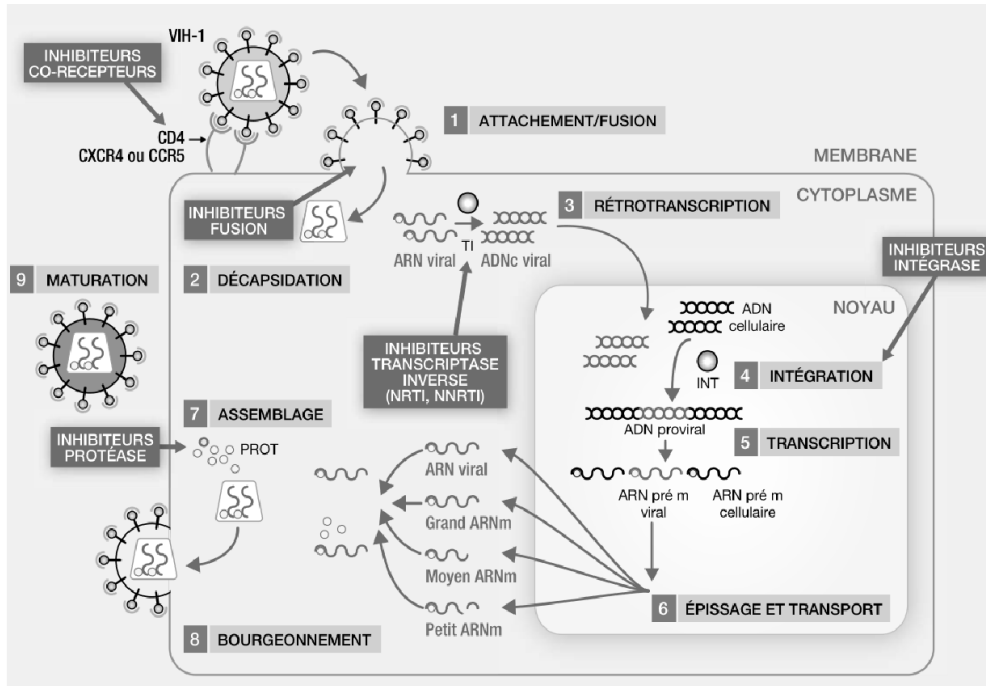 VIH-1
INHIBITEURS
CO-RECEPTEURS
CD4
CXCR4 ou CCR5
1 ATTACHEMENT/FUSION
MEMBRANE
CYTOPLASME
INHIBITEURS
FUSION
3 RÉTROTRANSCRIPTION
TI
ARN viral
ADNc viral
INHIBITEURS
INTÉGRASE
9 MATURATION
2 DÉCAPSIDATION
NOYAU
ADN
cellulaire
INHIBITEURS
TRANSCRIPTASE
INVERSE
(NRTI, NNRTI)
INT
4 INTÉGRATION
7 ASSEMBLAGE
ADN proviral
5 TRANSCRIPTION
INHIBITEURS
PROTÉASE
PROT
ARN viral
ARN pré m
viral
ARN pré m
cellulaire
Grand ARNm
Moyen ARNm
6 ÉPISSAGE ET TRANSPORT
Petit ARNm
8 BOURGEONNEMENT